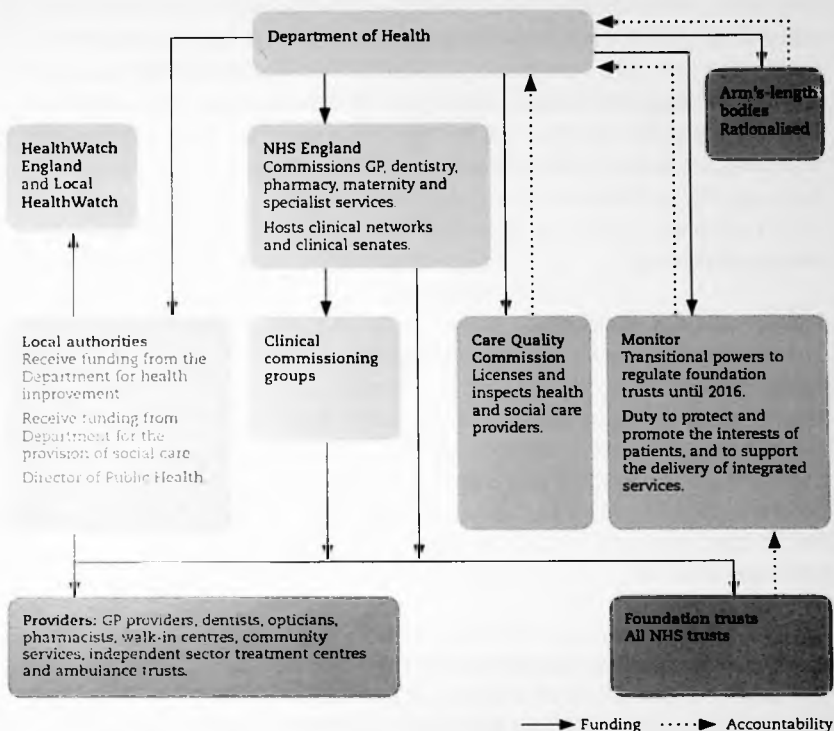 Department of Health
Arm's-length
bodies
Rationalised
HealthWatch
England
and Local
HealthWatch
NHS England
Commissions GP, dentistry,
pharmacy, maternity and
specialist services.
Hosts clinical networks
and clinical senates.
Local authorities
Receive funding from the
Department for health
improvement
Receive funding from
Department for the
provision of social care
Director of Public Health.
Clinical
commissioning
groups
Care Quality
Commission
Licenses and
inspects health
and social care
providers.
Monitor
Transitional powers to
regulate foundation
trusts until 2016.
Duty to protect and
promote the interests of
patients, and to support
the delivery of integrated
services.
Providers: GP providers, dentists, opticians,
pharmacists, walk-in centres, community
services, independent sector treatment centres
and ambulance trusts.
Foundation trusts
All NHS trusts
Funding
Accountability